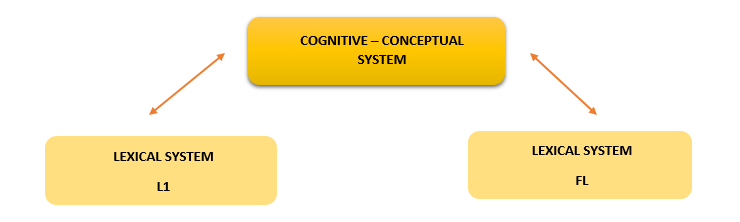 COGNITIVE – CONCEPTUAL
SYSTEM
LEXICAL SYSTEM
L1
LEXICAL SYSTEM
FL